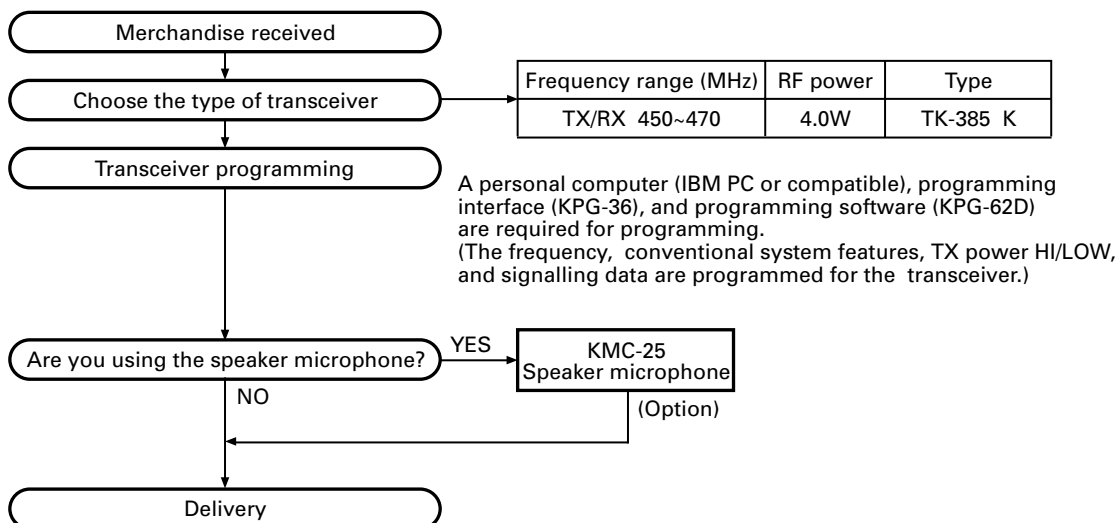 Merchandise received
Choose the type of transceiver
Frequency range (MHz) RF power Type
TX/RX 450~470 4.0W TK-385 K
Transceiver programming
A personal computer (IBM PC or compatible), programming
interface (KPG-36), and programming software (KPG-62D)
are required for programming.
(The frequency, conventional system features, TX power HI/LOW,
and signalling data are programmed for the transceiver.)
Are you using the speaker microphone?
YES
KMC-25
Speaker microphone
NO
(Option)
Delivery